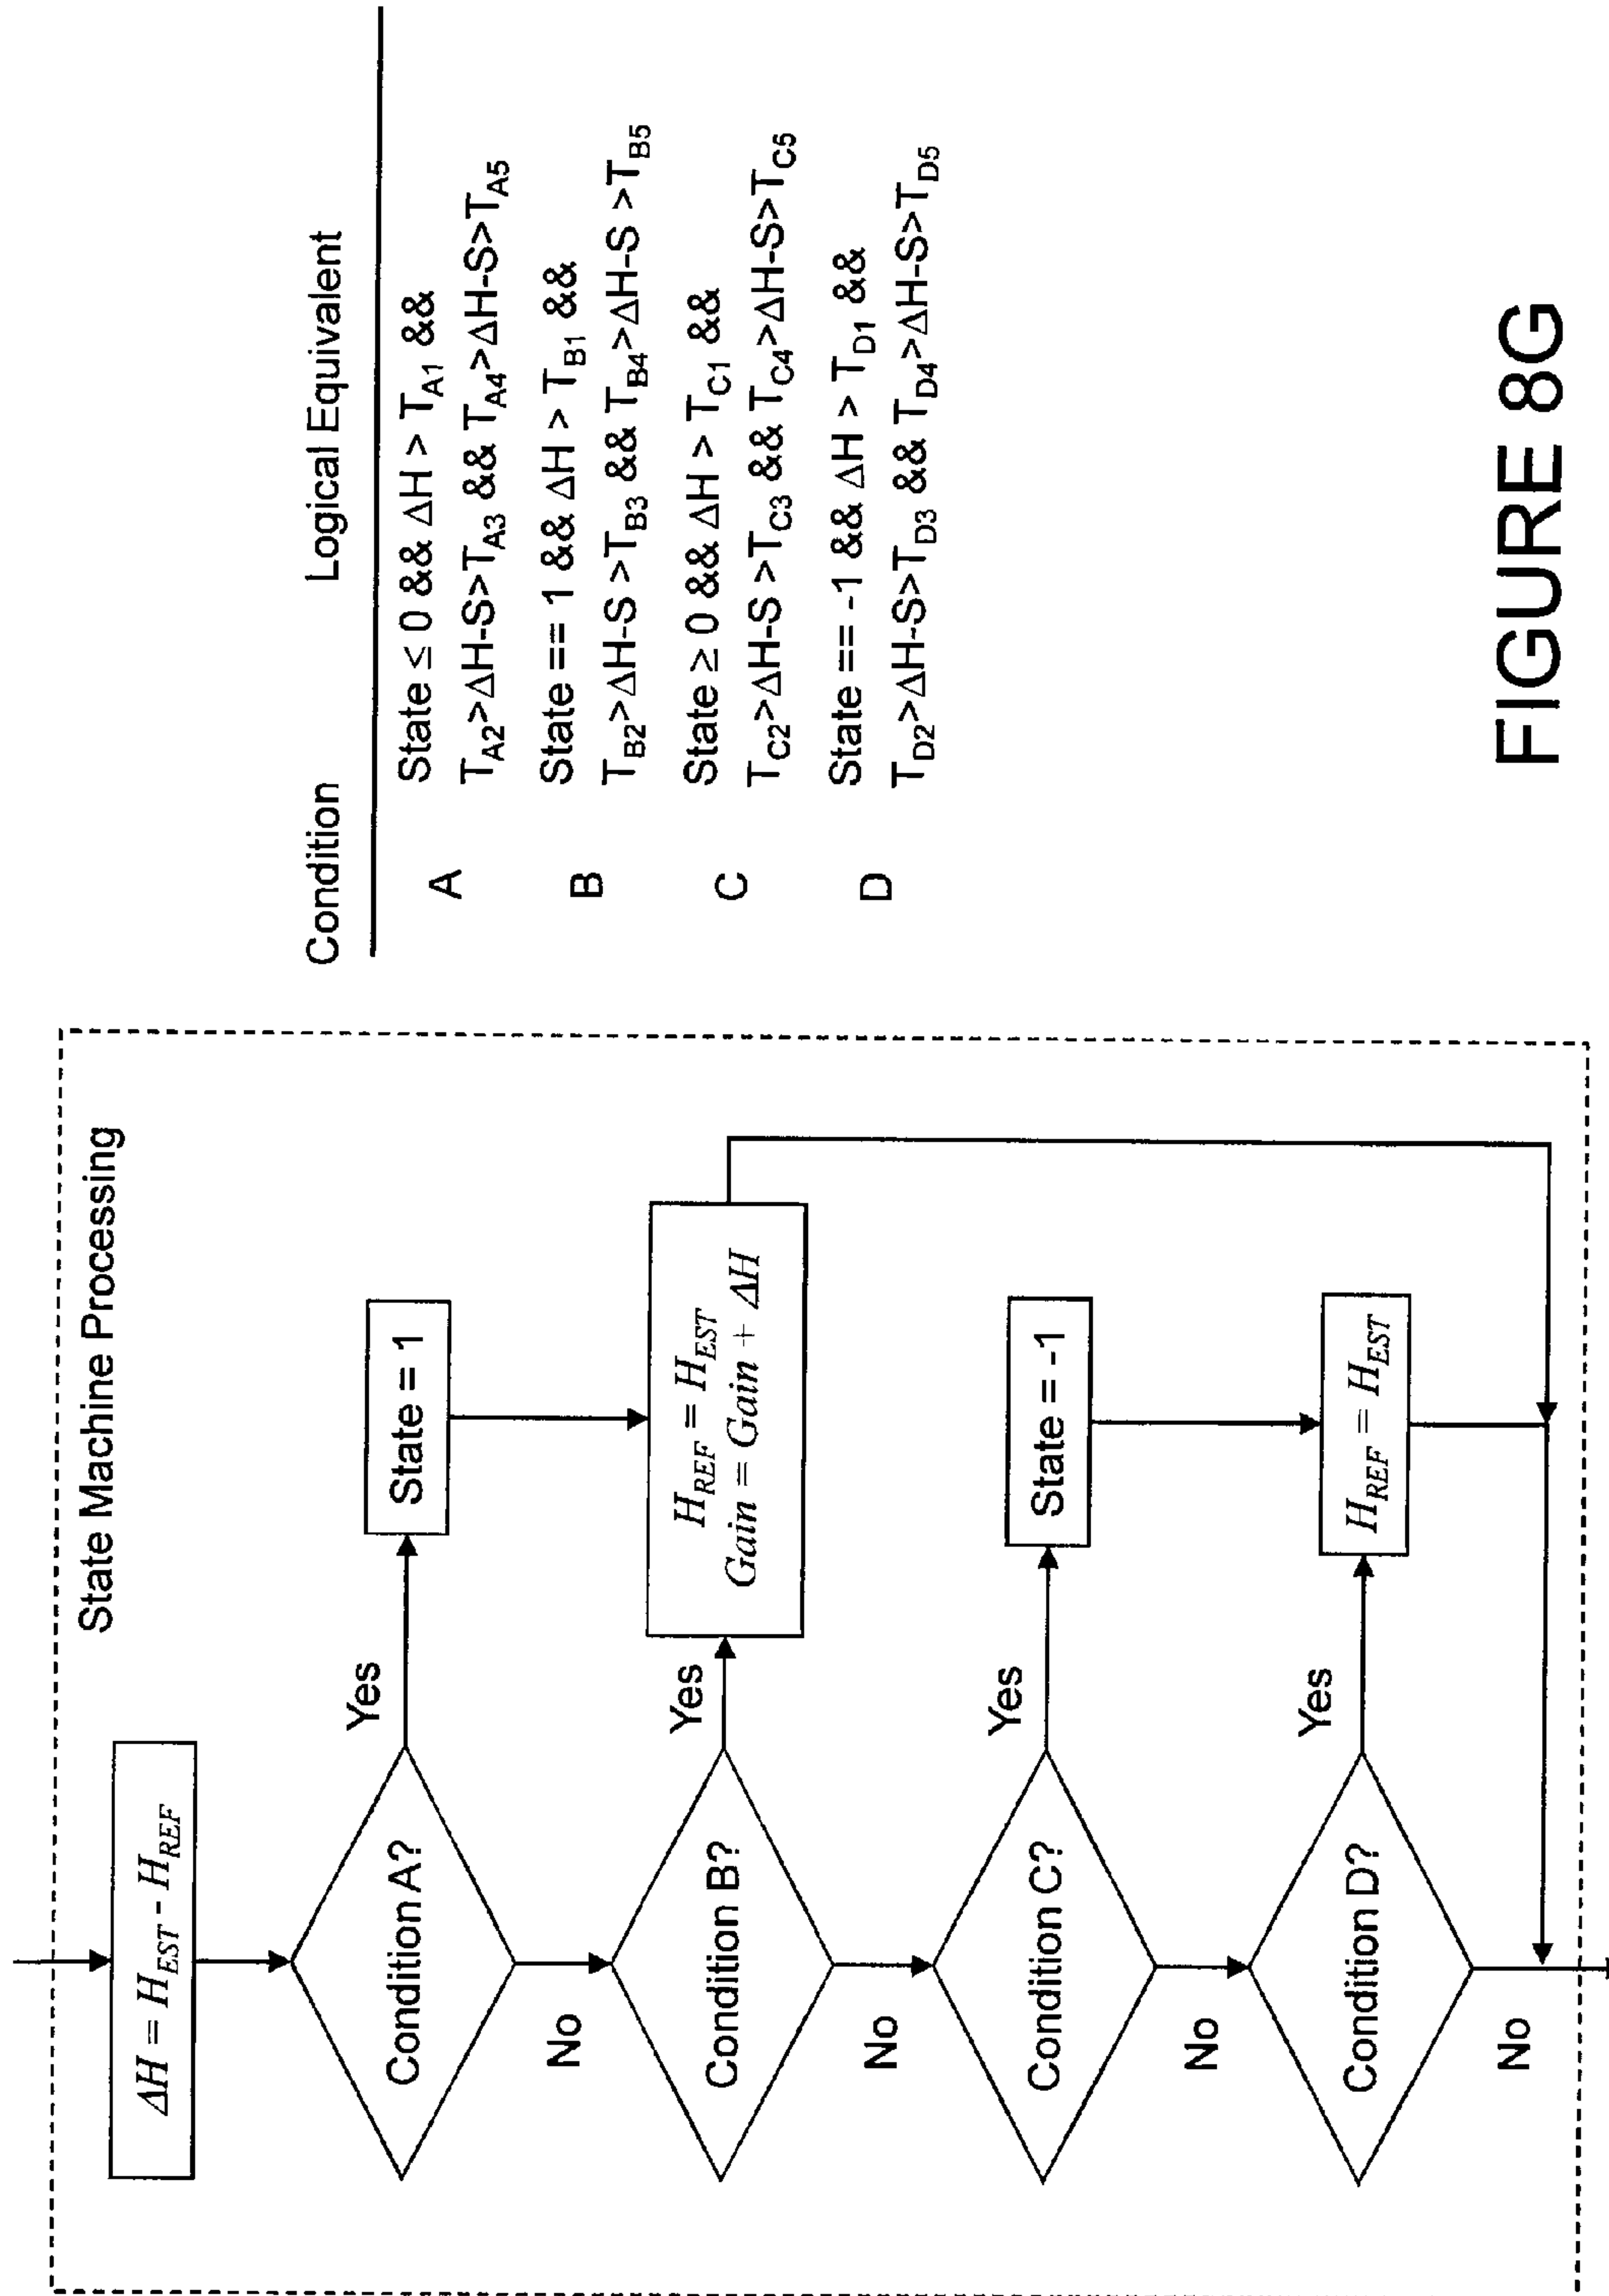 State Machine Processing
ΔH = H_EST - H_REF
Condition A?
Yes
State = 1
No
Condition B?
Yes
H_REF = H_EST
Gain = Gain + ΔH
No
Condition C?
Yes
State = -1
No
Condition D?
Yes
H_REF = H_EST
No
Condition Logical Equivalent
A State ≤ 0 && ΔH > T_A1 &&
T_A2>ΔH-S>T_A3 && T_A4>ΔH-S>T_A5
B State == 1 && ΔH > T_B1 &&
T_B2>ΔH-S >T_B3 && T_B4>ΔH-S >T_B5
C State ≥ 0 && ΔH > T_C1 &&
T_C2>ΔH-S >T_C3 && T_C4>ΔH-S>T_C5
D State == -1 && ΔH > T_D1 &&
T_D2>ΔH-S>T_D3 && T_D4>ΔH-S>T_D5
FIGURE 8G